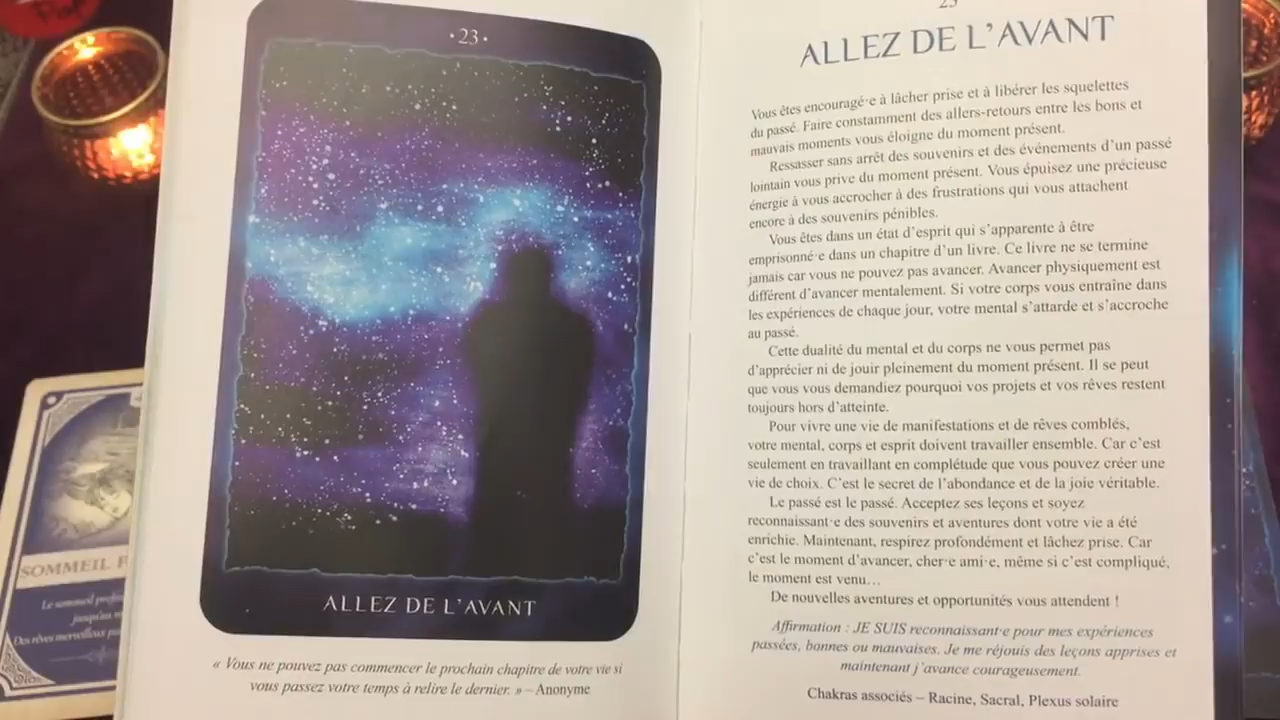 • 23 •
ALLEZ DE L'AVANT
« Vous ne pouvez pas commencer le prochain chapitre de votre vie si
vous passez votre temps à relire le dernier. » – Anonyme
23
ALLEZ DE L'AVANT
Vous êtes encouragé·e à lâcher prise et à libérer les squelettes
du passé. Faire constamment des allers-retours entre les bons et
mauvais moments vous éloigne du moment présent.
Ressasser sans arrêt des souvenirs et des événements d'un passé
lointain vous prive du moment présent. Vous épuisez une précieuse
énergie à vous accrocher à des frustrations qui vous attachent
encore à des souvenirs pénibles.
Vous êtes dans un état d'esprit qui s'apparente à être
emprisonné·e dans un chapitre d'un livre. Ce livre ne se termine
jamais car vous ne pouvez pas avancer. Avancer physiquement est
différent d'avancer mentalement. Si votre corps vous entraîne dans
les expériences de chaque jour, votre mental s'attarde et s'accroche
au passé.
Cette dualité du mental et du corps ne vous permet pas
d'apprécier ni de jouir pleinement du moment présent. Il se peut
que vous vous demandiez pourquoi vos projets et vos rêves restent
toujours hors d'atteinte.
Pour vivre une vie de manifestations et de rêves comblés,
votre mental, corps et esprit doivent travailler ensemble. Car c'est
seulement en travaillant en complétude que vous pouvez créer une
vie de choix. C'est le secret de l'abondance et de la joie véritable.
Le passé est le passé. Acceptez ses leçons et soyez
reconnaissant·e des souvenirs et aventures dont votre vie a été
enrichie. Maintenant, respirez profondément et lâchez prise. Car
c'est le moment d'avancer, cher·e ami·e, même si c'est compliqué,
le moment est venu…
De nouvelles aventures et opportunités vous attendent !
Affirmation : JE SUIS reconnaissant·e pour mes expériences
passées, bonnes ou mauvaises. Je me réjouis des leçons apprises et
maintenant j'avance courageusement.
Chakras associés – Racine, Sacral, Plexus solaire
SOMMEIL
Le sommeil
jusqu'au
Des rêves merveilleux